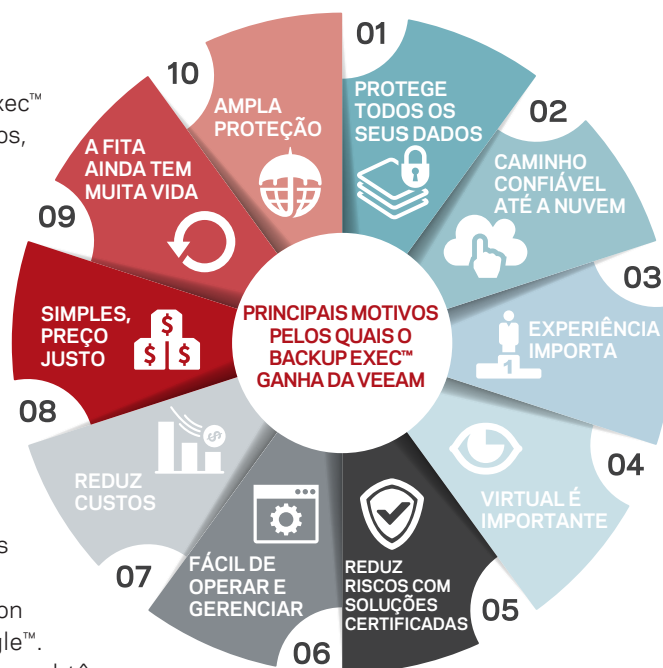 xec™
os,
s
on
gle™.
01
PROTEGE
TODOS OS
SEUS DADOS
02
CAMINHO
CONFIÁVEL
ATÉ A NUVEM
03
EXPERIÊNCIA
IMPORTA
1
04
VIRTUAL É
IMPORTANTE
05
REDUZ
RISCOS COM
SOLUÇÕES
CERTIFICADAS
06
FÁCIL DE
OPERAR E
GERENCIAR
07
REDUZ
CUSTOS
$
08
SIMPLES,
PREÇO
JUSTO
$
$ $
09
A FITA
AINDA TEM
MUITA VIDA
10
AMPLA
PROTEÇÃO
PRINCIPAIS MOTIVOS
PELOS QUAIS O
BACKUP EXEC™
GANHA DA VEEAM